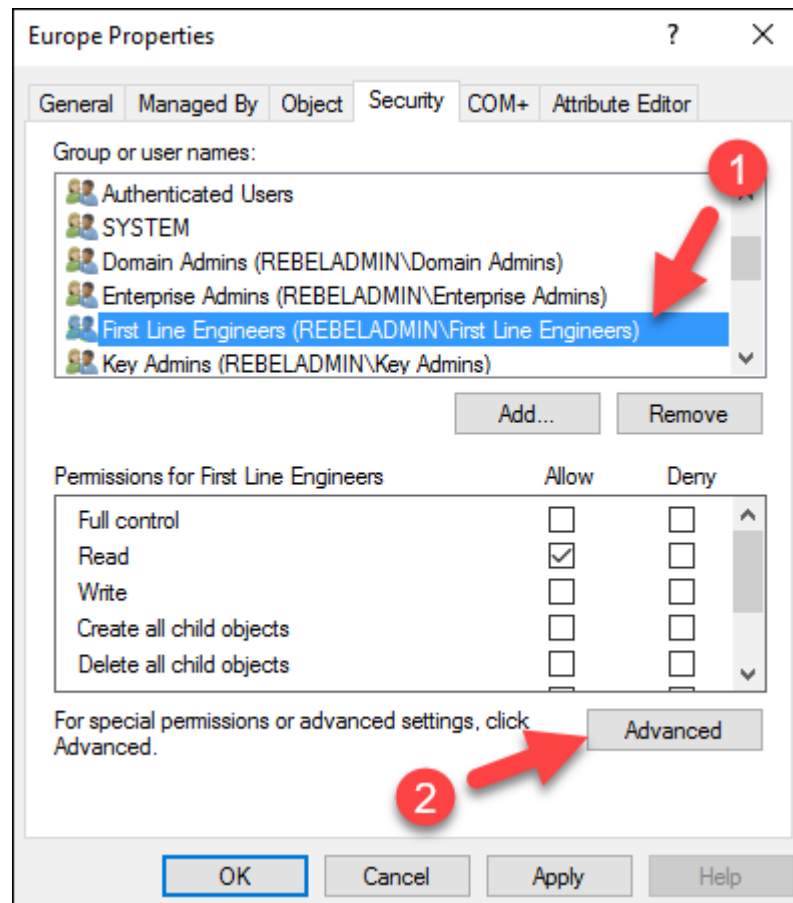 Europe Properties
General Managed By Object Security COM+ Attribute Editor
Group or user names:
1
Authenticated Users
SYSTEM
Domain Admins (REBELADMIN\Domain Admins)
Enterprise Admins (REBELADMIN\Enterprise Admins)
First Line Engineers (REBELADMIN\First Line Engineers)
Key Admins (REBELADMIN\Key Admins)
Add... Remove
Permissions for First Line Engineers Allow Deny
Full control
Read
Write
Create all child objects
Delete all child objects
For special permissions or advanced settings, click
Advanced.
Advanced
2
OK Cancel Apply Help